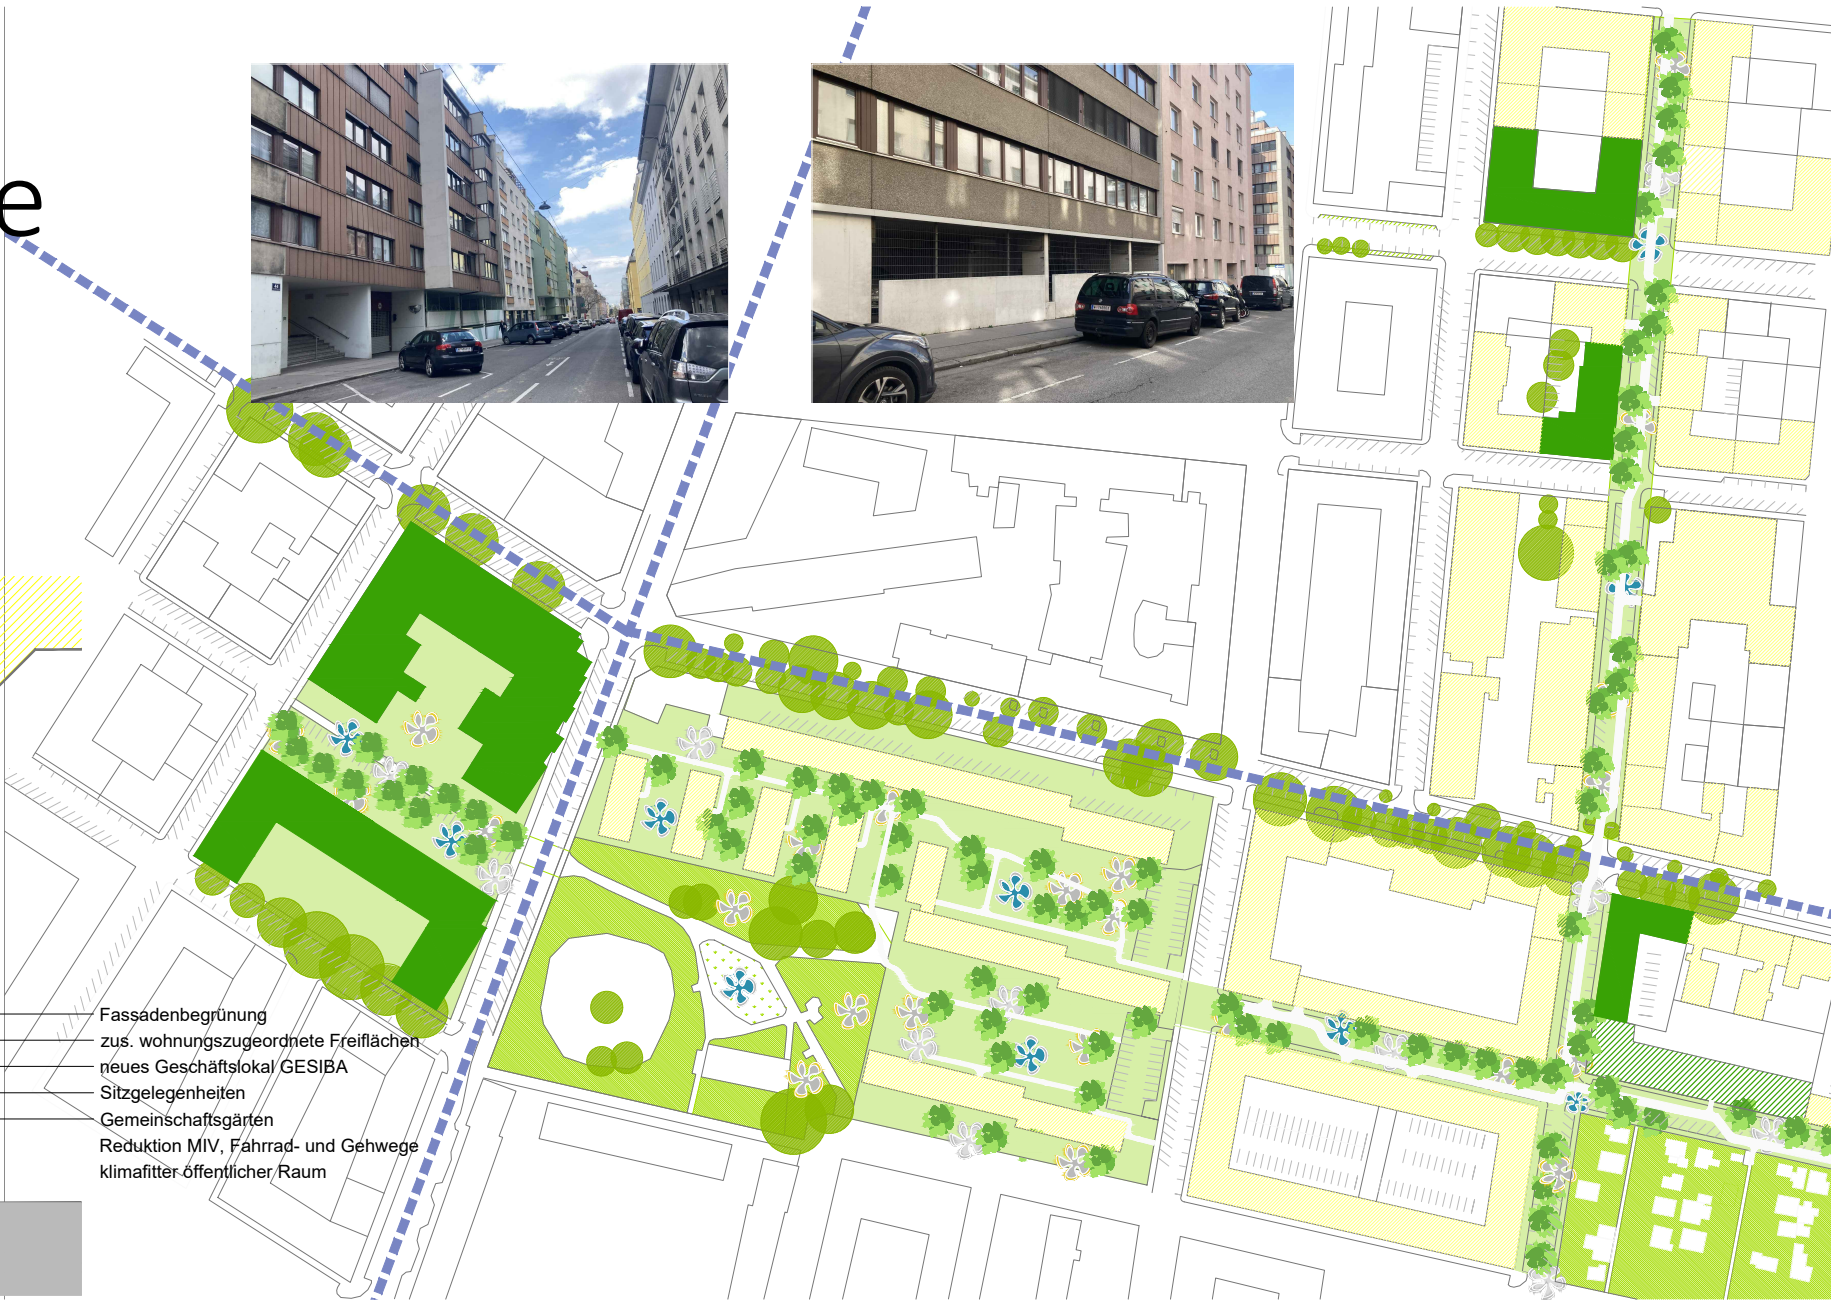 e
Fassadenbegrünung
zus. wohnungszugeordnete Freiflächen
neues Geschäftslokal GESIBA
Sitzgelegenheiten
Gemeinschaftsgärten
Reduktion MIV, Fahrrad- und Gehwege
klimafitter öffentlicher Raum